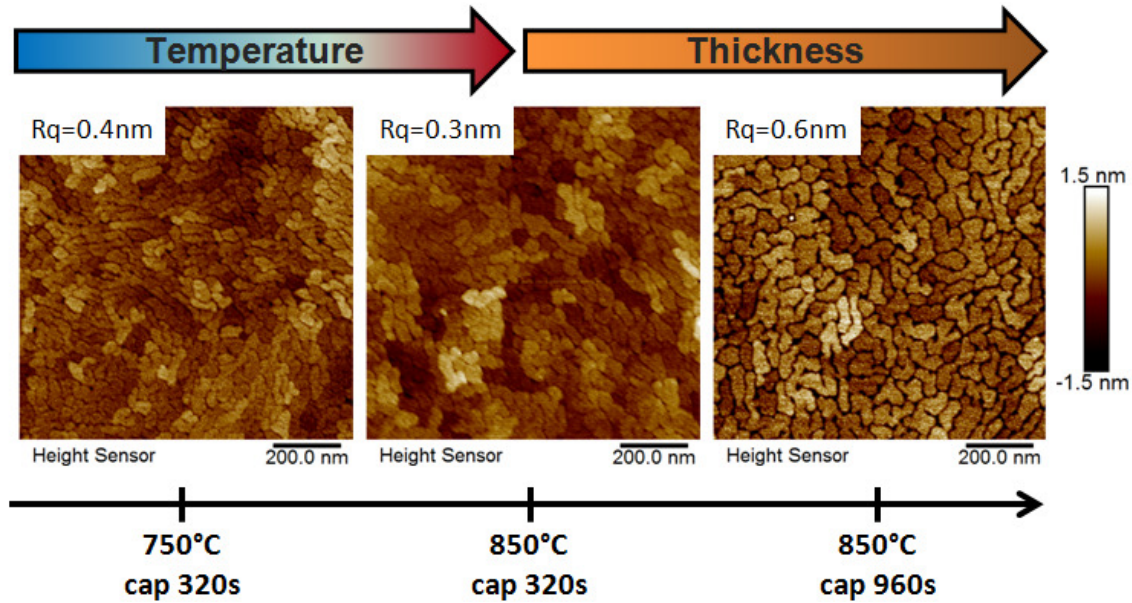 Temperature
Thickness
Rq=0.4nm
Rq=0.3nm
Rq=0.6nm
1.5 nm
-1.5 nm
Height Sensor
200.0 nm
Height Sensor
200.0 nm
Height Sensor
200.0 nm
750°C
cap 320s
850°C
cap 320s
850°C
cap 960s